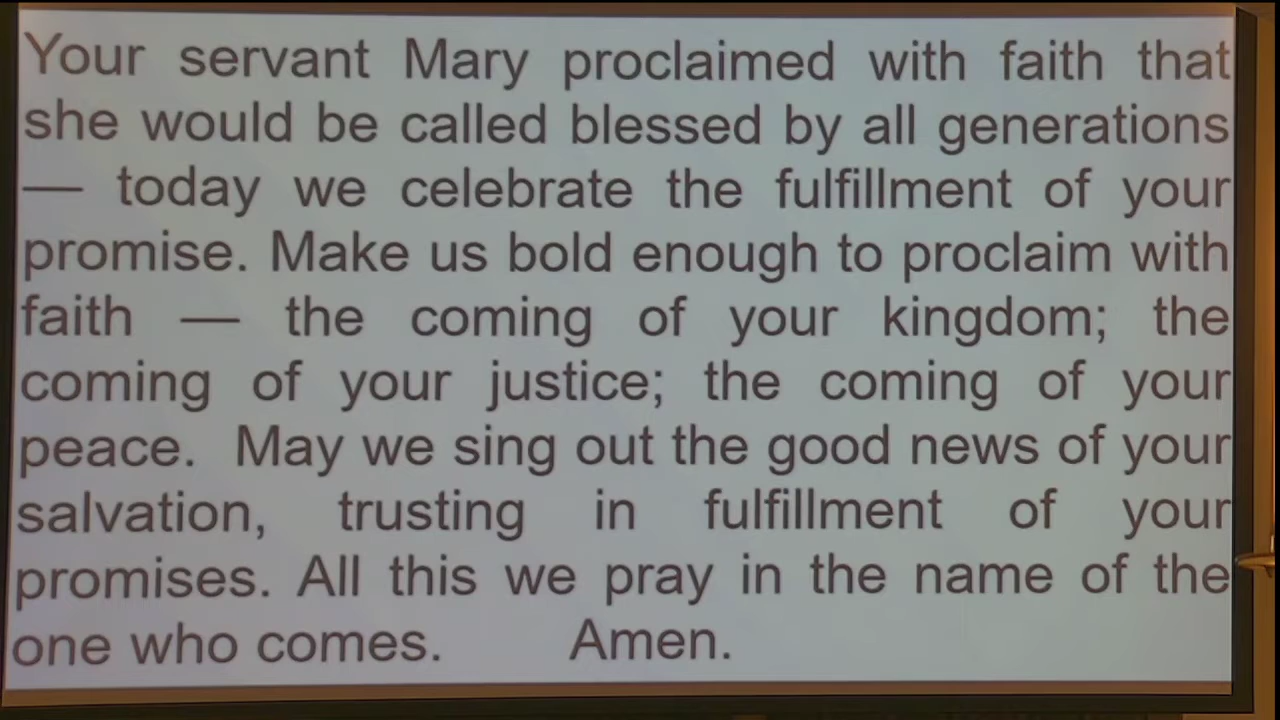 Your servant Mary proclaimed with faith that
she would be called blessed by all generations
— today we celebrate the fulfillment of your
promise. Make us bold enough to proclaim with
faith — the coming of your kingdom; the
coming of your justice; the coming of your
peace. May we sing out the good news of your
salvation, trusting in fulfillment of your
promises. All this we pray in the name of the
one who comes. Amen.